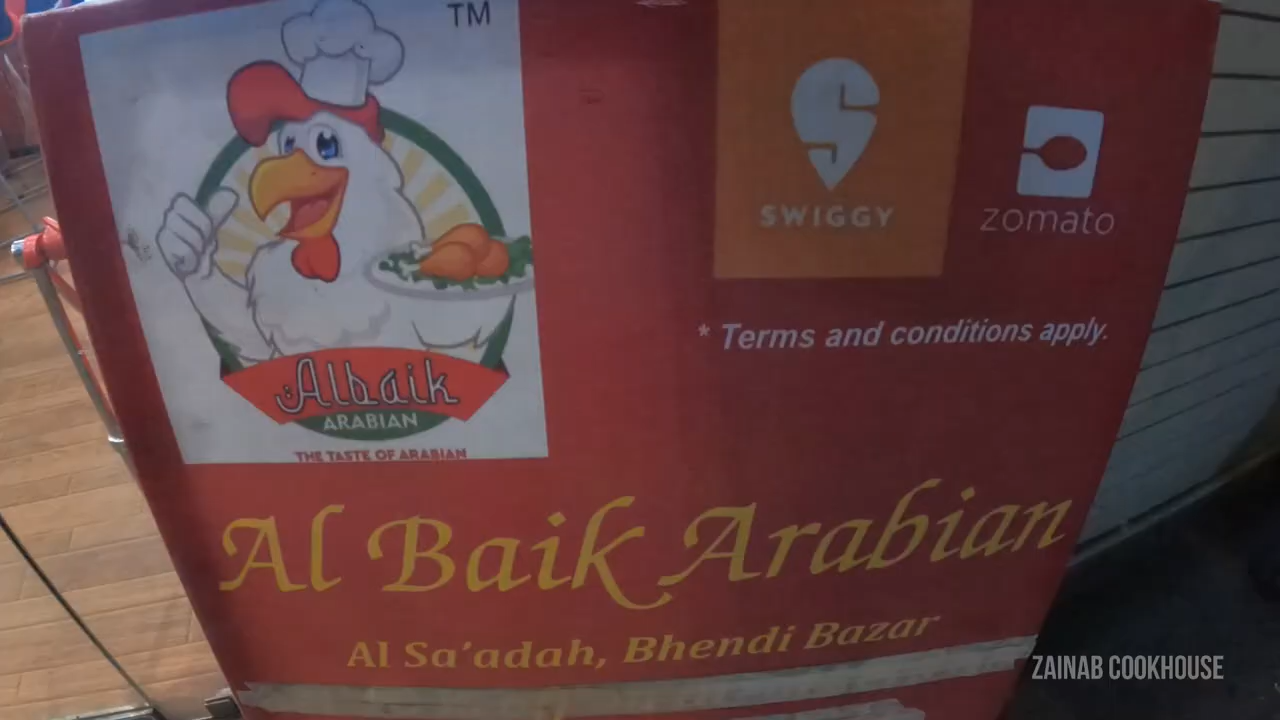 TM
Albaik
ARABIAN
THE TASTE OF ARABIAN
SWIGGY
zomato
* Terms and conditions apply.
Al Baik Arabian
Al Sa'adah, Bhendi Bazar
ZAINAB COOKHOUSE